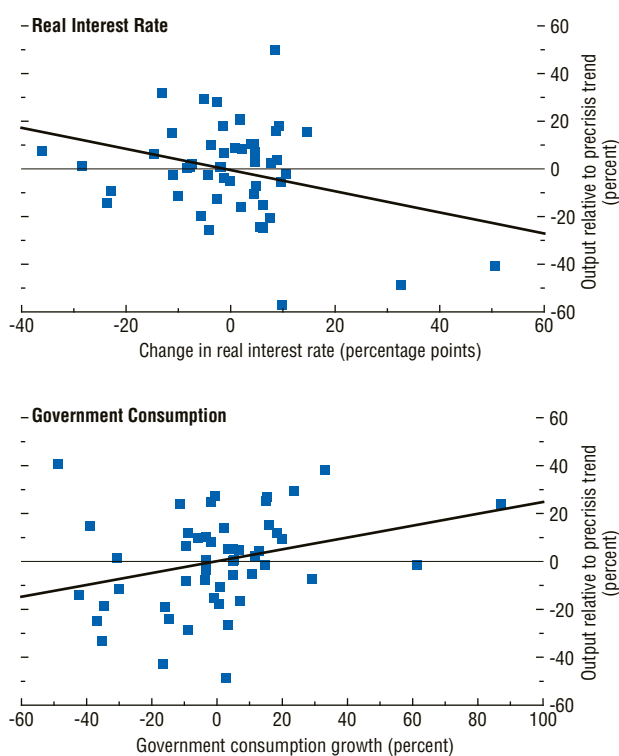 Real Interest Rate
60
40
20
0
-20
-40
-60
Output relative to precrisis trend
(percent)
-40 -20 0 20 40 60
Change in real interest rate (percentage points)
Government Consumption
60
40
20
0
-20
-40
-60
Output relative to precrisis trend
(percent)
-60 -40 -20 0 20 40 60 80 100
Government consumption growth (percent)